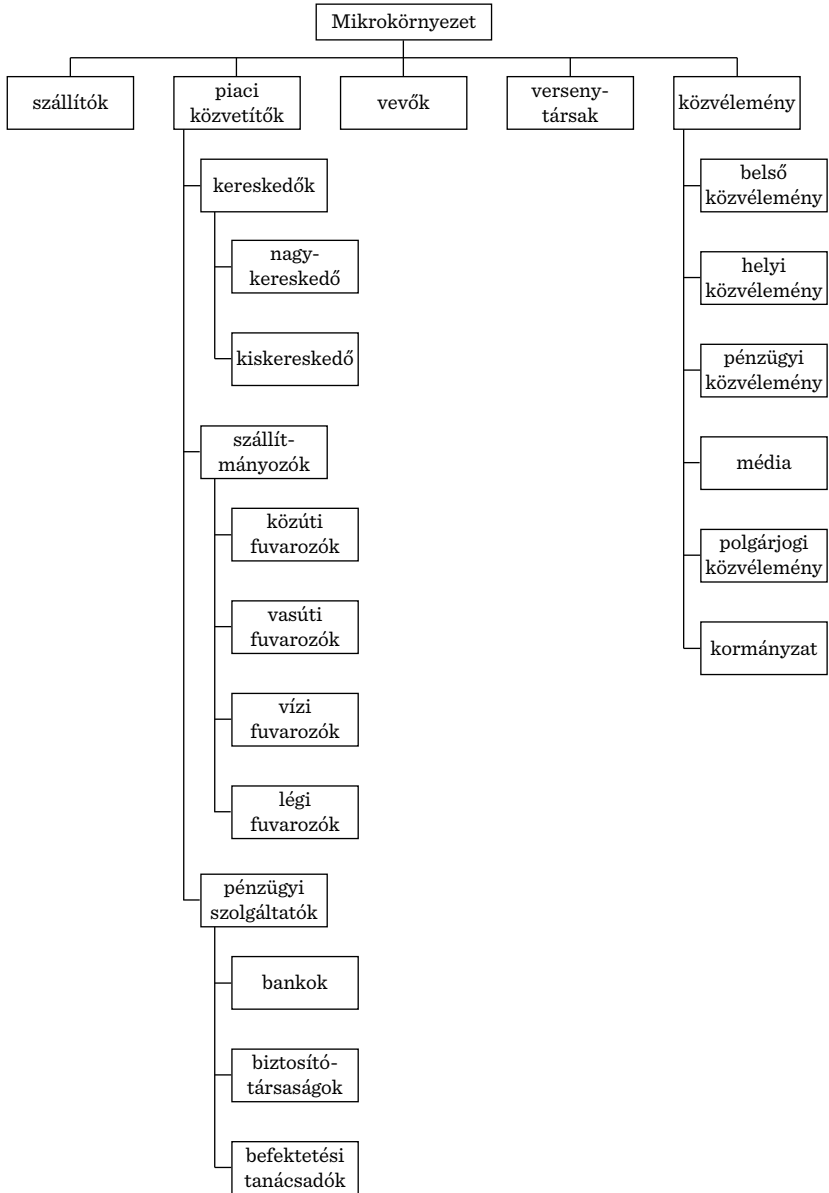 Mikrokörnyezet
szállítók
piaci
közvetítők
vevők
verseny-
társak
közvélemény
kereskedők
nagy-
kereskedő
kiskereskedő
szállít-
mányozók
közúti
fuvarozók
vasúti
fuvarozók
vízi
fuvarozók
légi
fuvarozók
pénzügyi
szolgáltatók
bankok
biztosító-
társaságok
befektetési
tanácsadók
belső
közvélemény
helyi
közvélemény
pénzügyi
közvélemény
média
polgárjogi
közvélemény
kormányzat